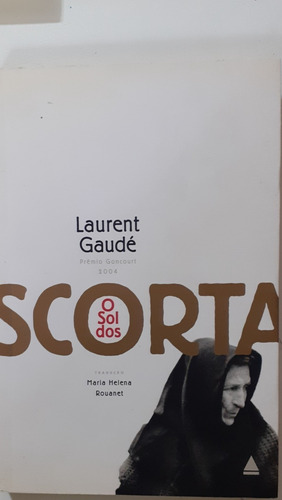 Laurent
Gaudé
Prêmio Goncourt
2004
SCORTA
O
Sol
dos
TRADUÇÃO
Maria Helena
Rouanet